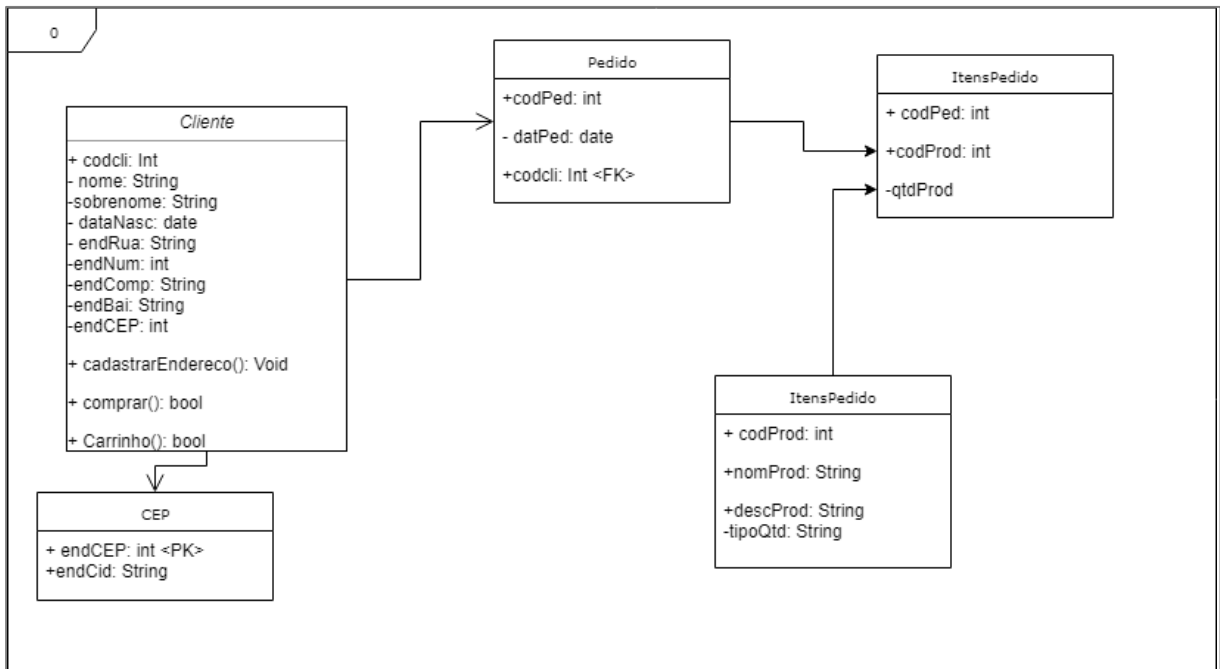 0
Cliente
+ codcli: Int
- nome: String
-sobrenome: String
- dataNasc: date
- endRua: String
-endNum: int
-endComp: String
-endBai: String
-endCEP: int
+ cadastrarEndereco(): Void
+ comprar(): bool
+ Carrinho(): bool
CEP
+ endCEP: int <PK>
+endCid: String
Pedido
+codPed: int
- datPed: date
+codcli: Int <FK>
ItensPedido
+ codPed: int
+codProd: int
-qtdProd
ItensPedido
+ codProd: int
+nomProd: String
+descProd: String
-tipoQtd: String